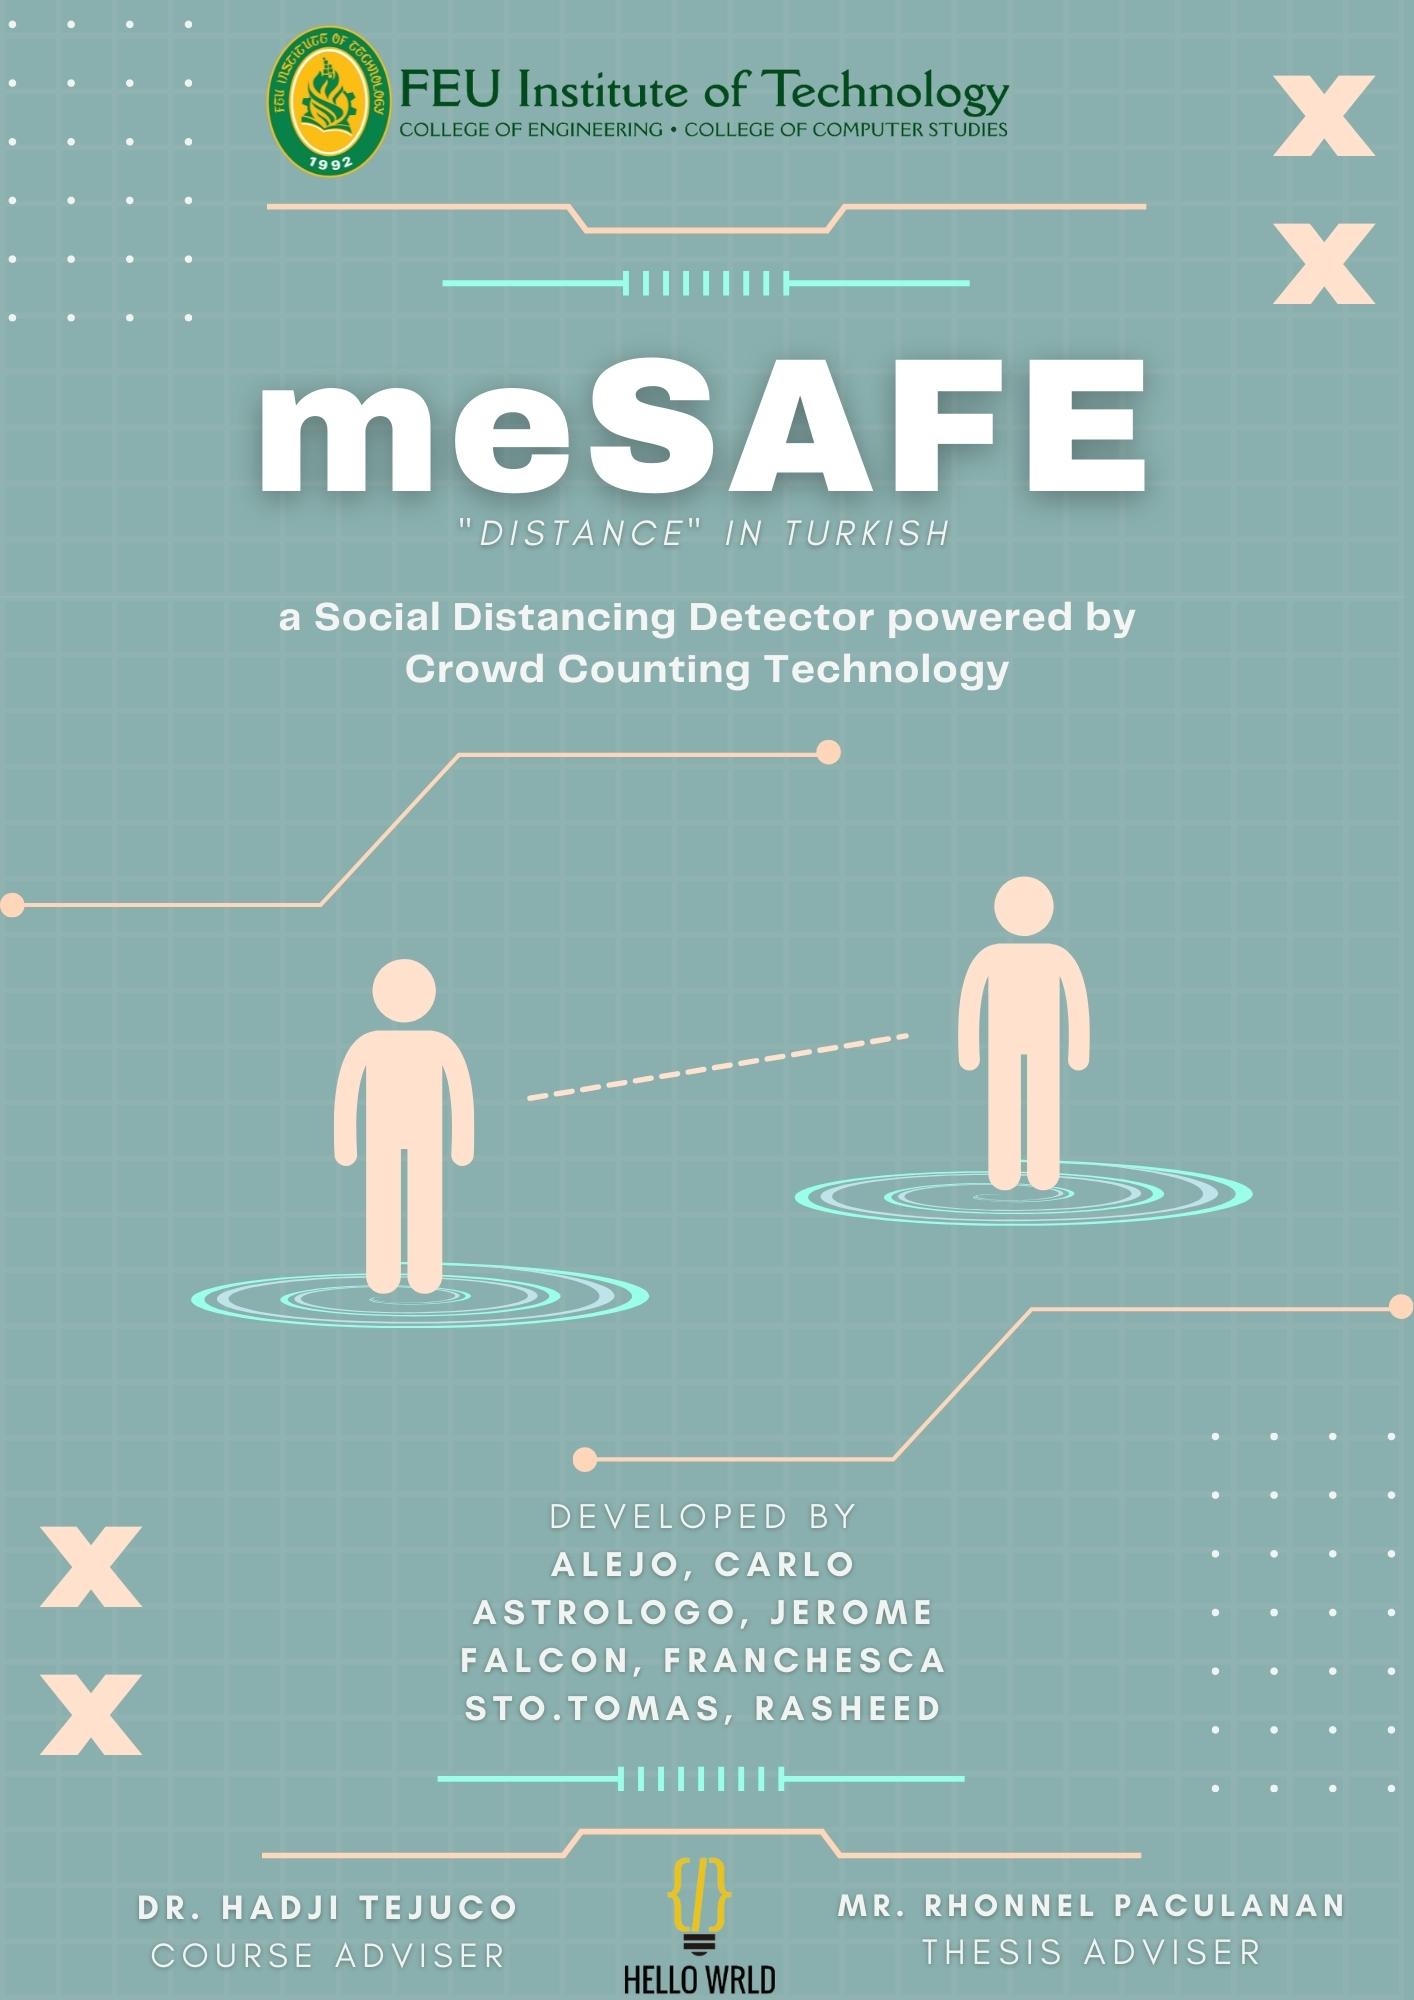 FEU INSTITUTE OF TECHNOLOGY
1992
FEU Institute of Technology
COLLEGE OF ENGINEERING • COLLEGE OF COMPUTER STUDIES
X
X
meSAFE
"DISTANCE" IN TURKISH
a Social Distancing Detector powered by
Crowd Counting Technology
DEVELOPED BY
ALEJO, CARLO
ASTROLOGO, JEROME
FALCON, FRANCHESCA
STO.TOMAS, RASHEED
X
X
DR. HADJI TEJUCO
COURSE ADVISER
{/}
HELLO WRLD
MR. RHONNEL PACULANAN
THESIS ADVISER